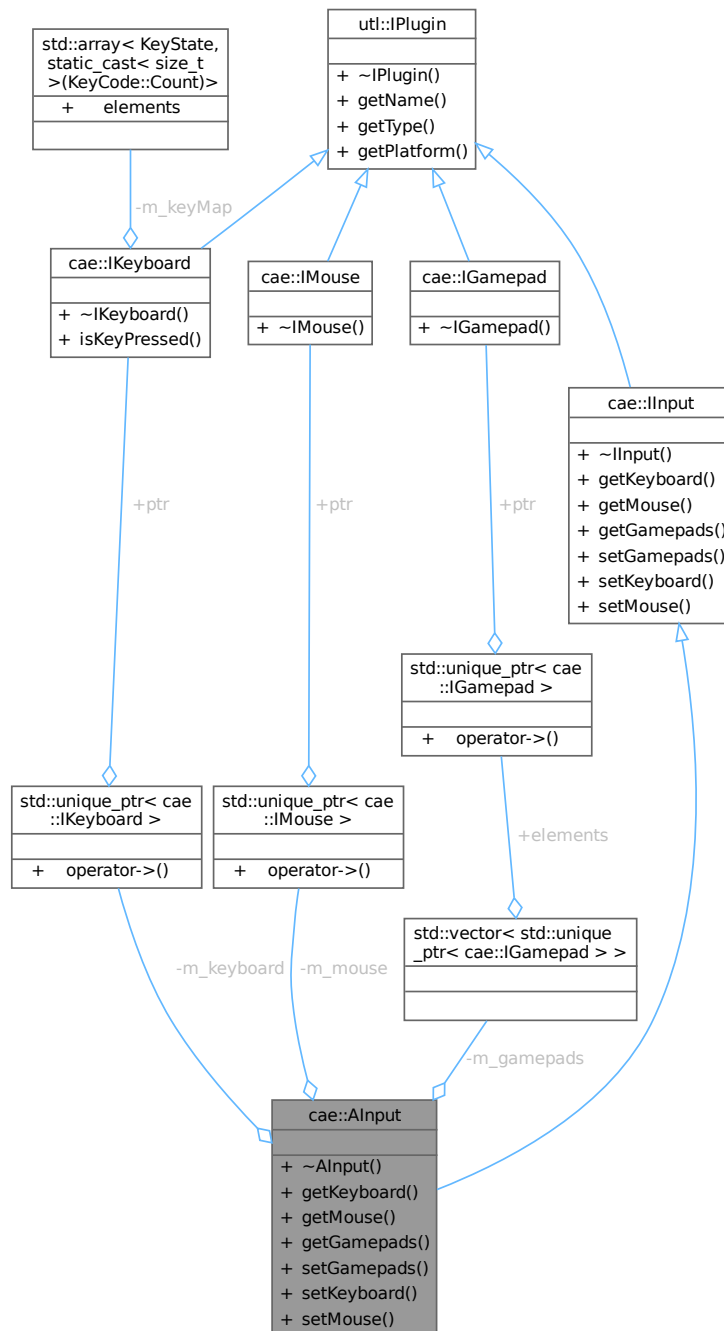 utl::IPlugin
+ ~IPlugin()
+ getName()
+ getType()
+ getPlatform()
std::array< KeyState,
static_cast< size_t
>(KeyCode::Count)>
+ elements
-m_keyMap
cae::IKeyboard
+ ~IKeyboard()
+ isKeyPressed()
cae::IMouse
+ ~IMouse()
cae::IGamepad
+ ~IGamepad()
cae::IInput
+ ~IInput()
+ getKeyboard()
+ getMouse()
+ getGamepads()
+ setGamepads()
+ setKeyboard()
+ setMouse()
+ptr
+ptr
+ptr
std::unique_ptr< cae
::IGamepad >
+ operator->()
std::unique_ptr< cae
::IKeyboard >
+ operator->()
std::unique_ptr< cae
::IMouse >
+ operator->()
+elements
std::vector< std::unique
_ptr< cae::IGamepad > >
-m_keyboard
-m_mouse
-m_gamepads
cae::AInput
+ ~AInput()
+ getKeyboard()
+ getMouse()
+ getGamepads()
+ setGamepads()
+ setKeyboard()
+ setMouse()